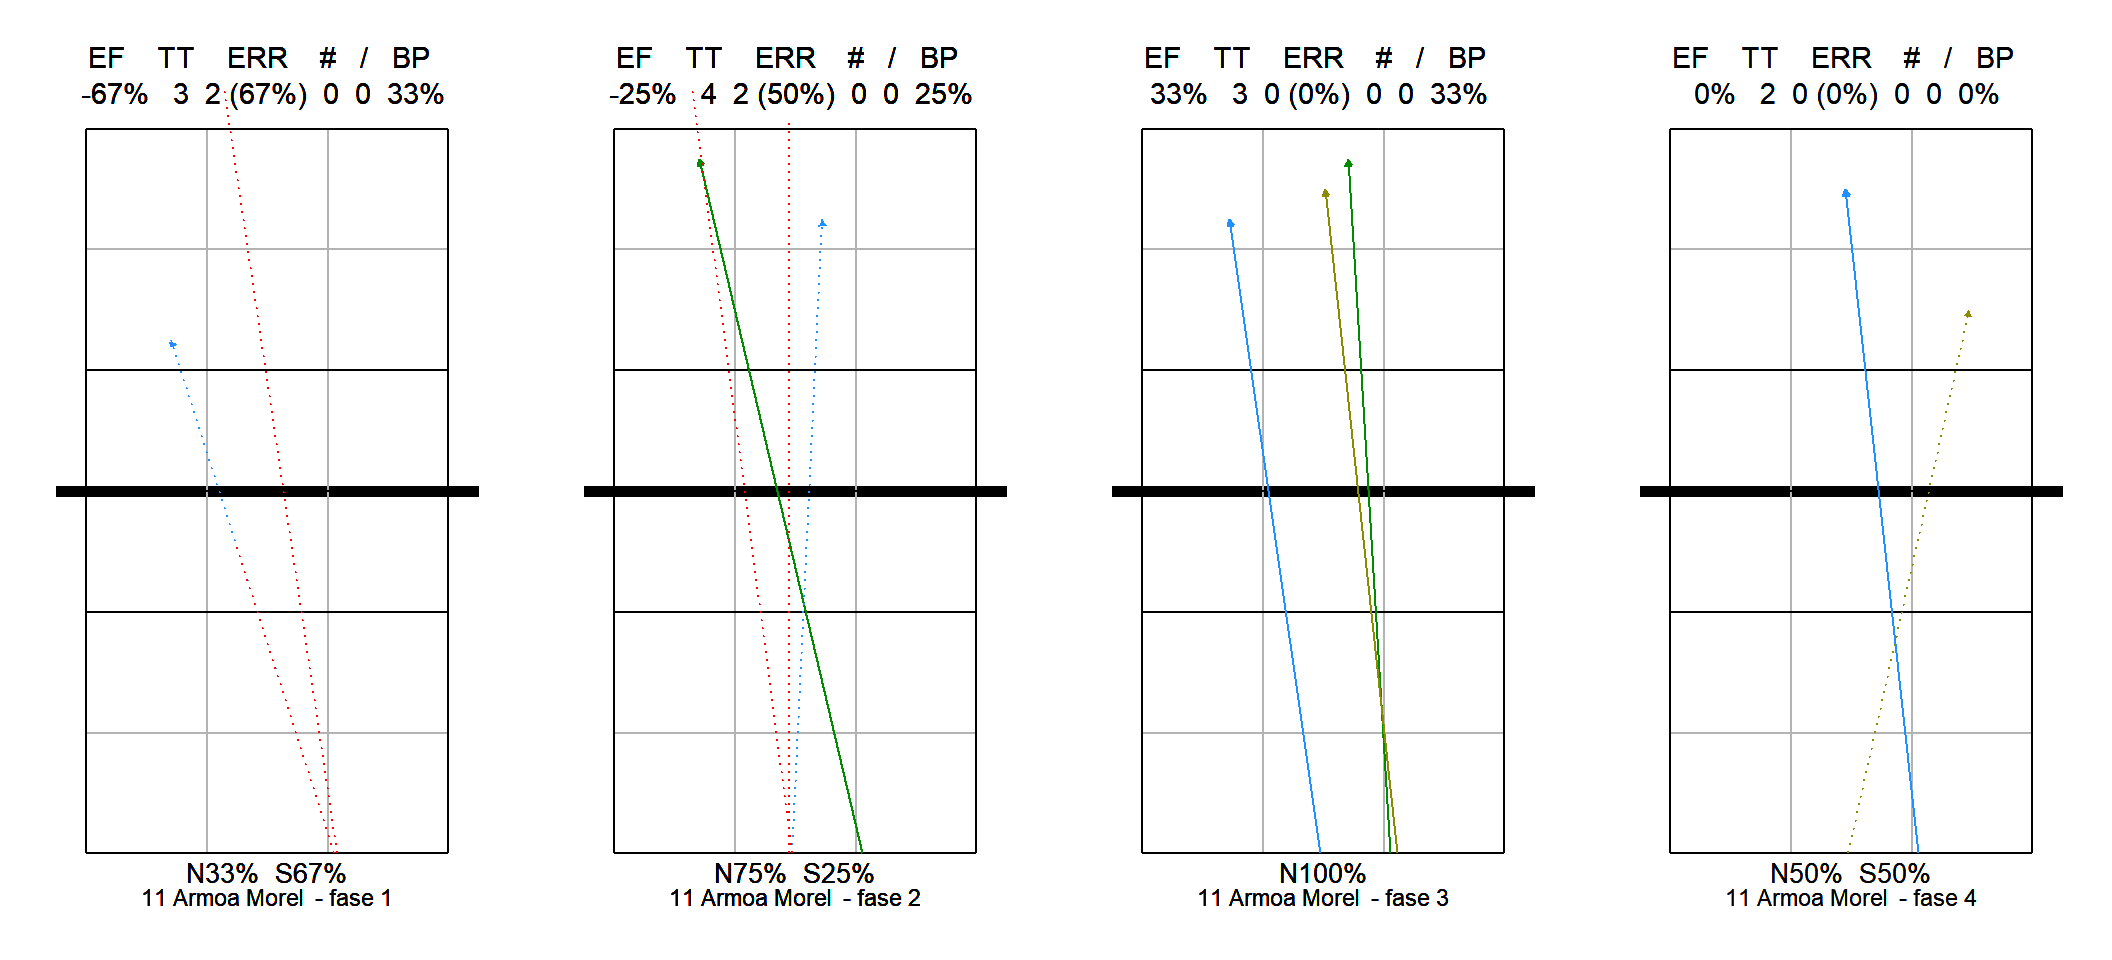 EF TT ERR # / BP
-67% 3 2 (67%) 0 0 33%
N33% S67%
11 Armoa Morel - fase 1
EF TT ERR # / BP
-25% 4 2 (50%) 0 0 25%
N75% S25%
11 Armoa Morel - fase 2
EF TT ERR # / BP
33% 3 0 (0%) 0 0 33%
N100%
11 Armoa Morel - fase 3
EF TT ERR # / BP
0% 2 0 (0%) 0 0 0%
N50% S50%
11 Armoa Morel - fase 4